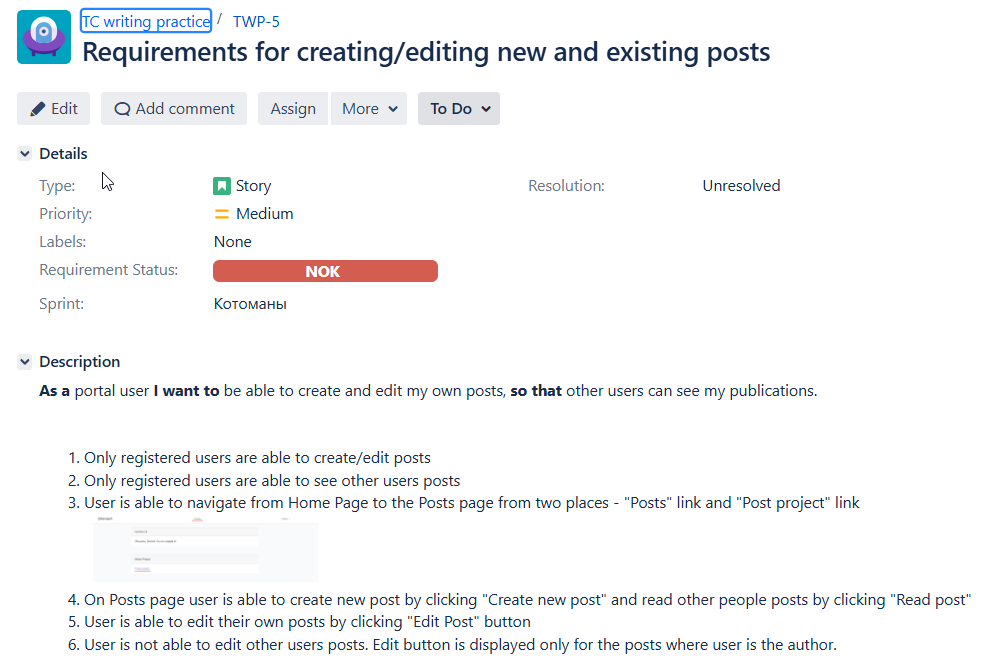 TC writing practice / TWP-5
Requirements for creating/editing new and existing posts
Edit Add comment Assign More To Do
Details
Type: Story Resolution: Unresolved
Priority: Medium
Labels: None
Requirement Status: NOK
Sprint: Котоманы
Description
As a portal user I want to be able to create and edit my own posts, so that other users can see my publications.
1. Only registered users are able to create/edit posts
2. Only registered users are able to see other users posts
3. User is able to navigate from Home Page to the Posts page from two places - "Posts" link and "Post project" link
4. On Posts page user is able to create new post by clicking "Create new post" and read other people posts by clicking "Read post"
5. User is able to edit their own posts by clicking "Edit Post" button
6. User is not able to edit other users posts. Edit button is displayed only for the posts where user is the author.